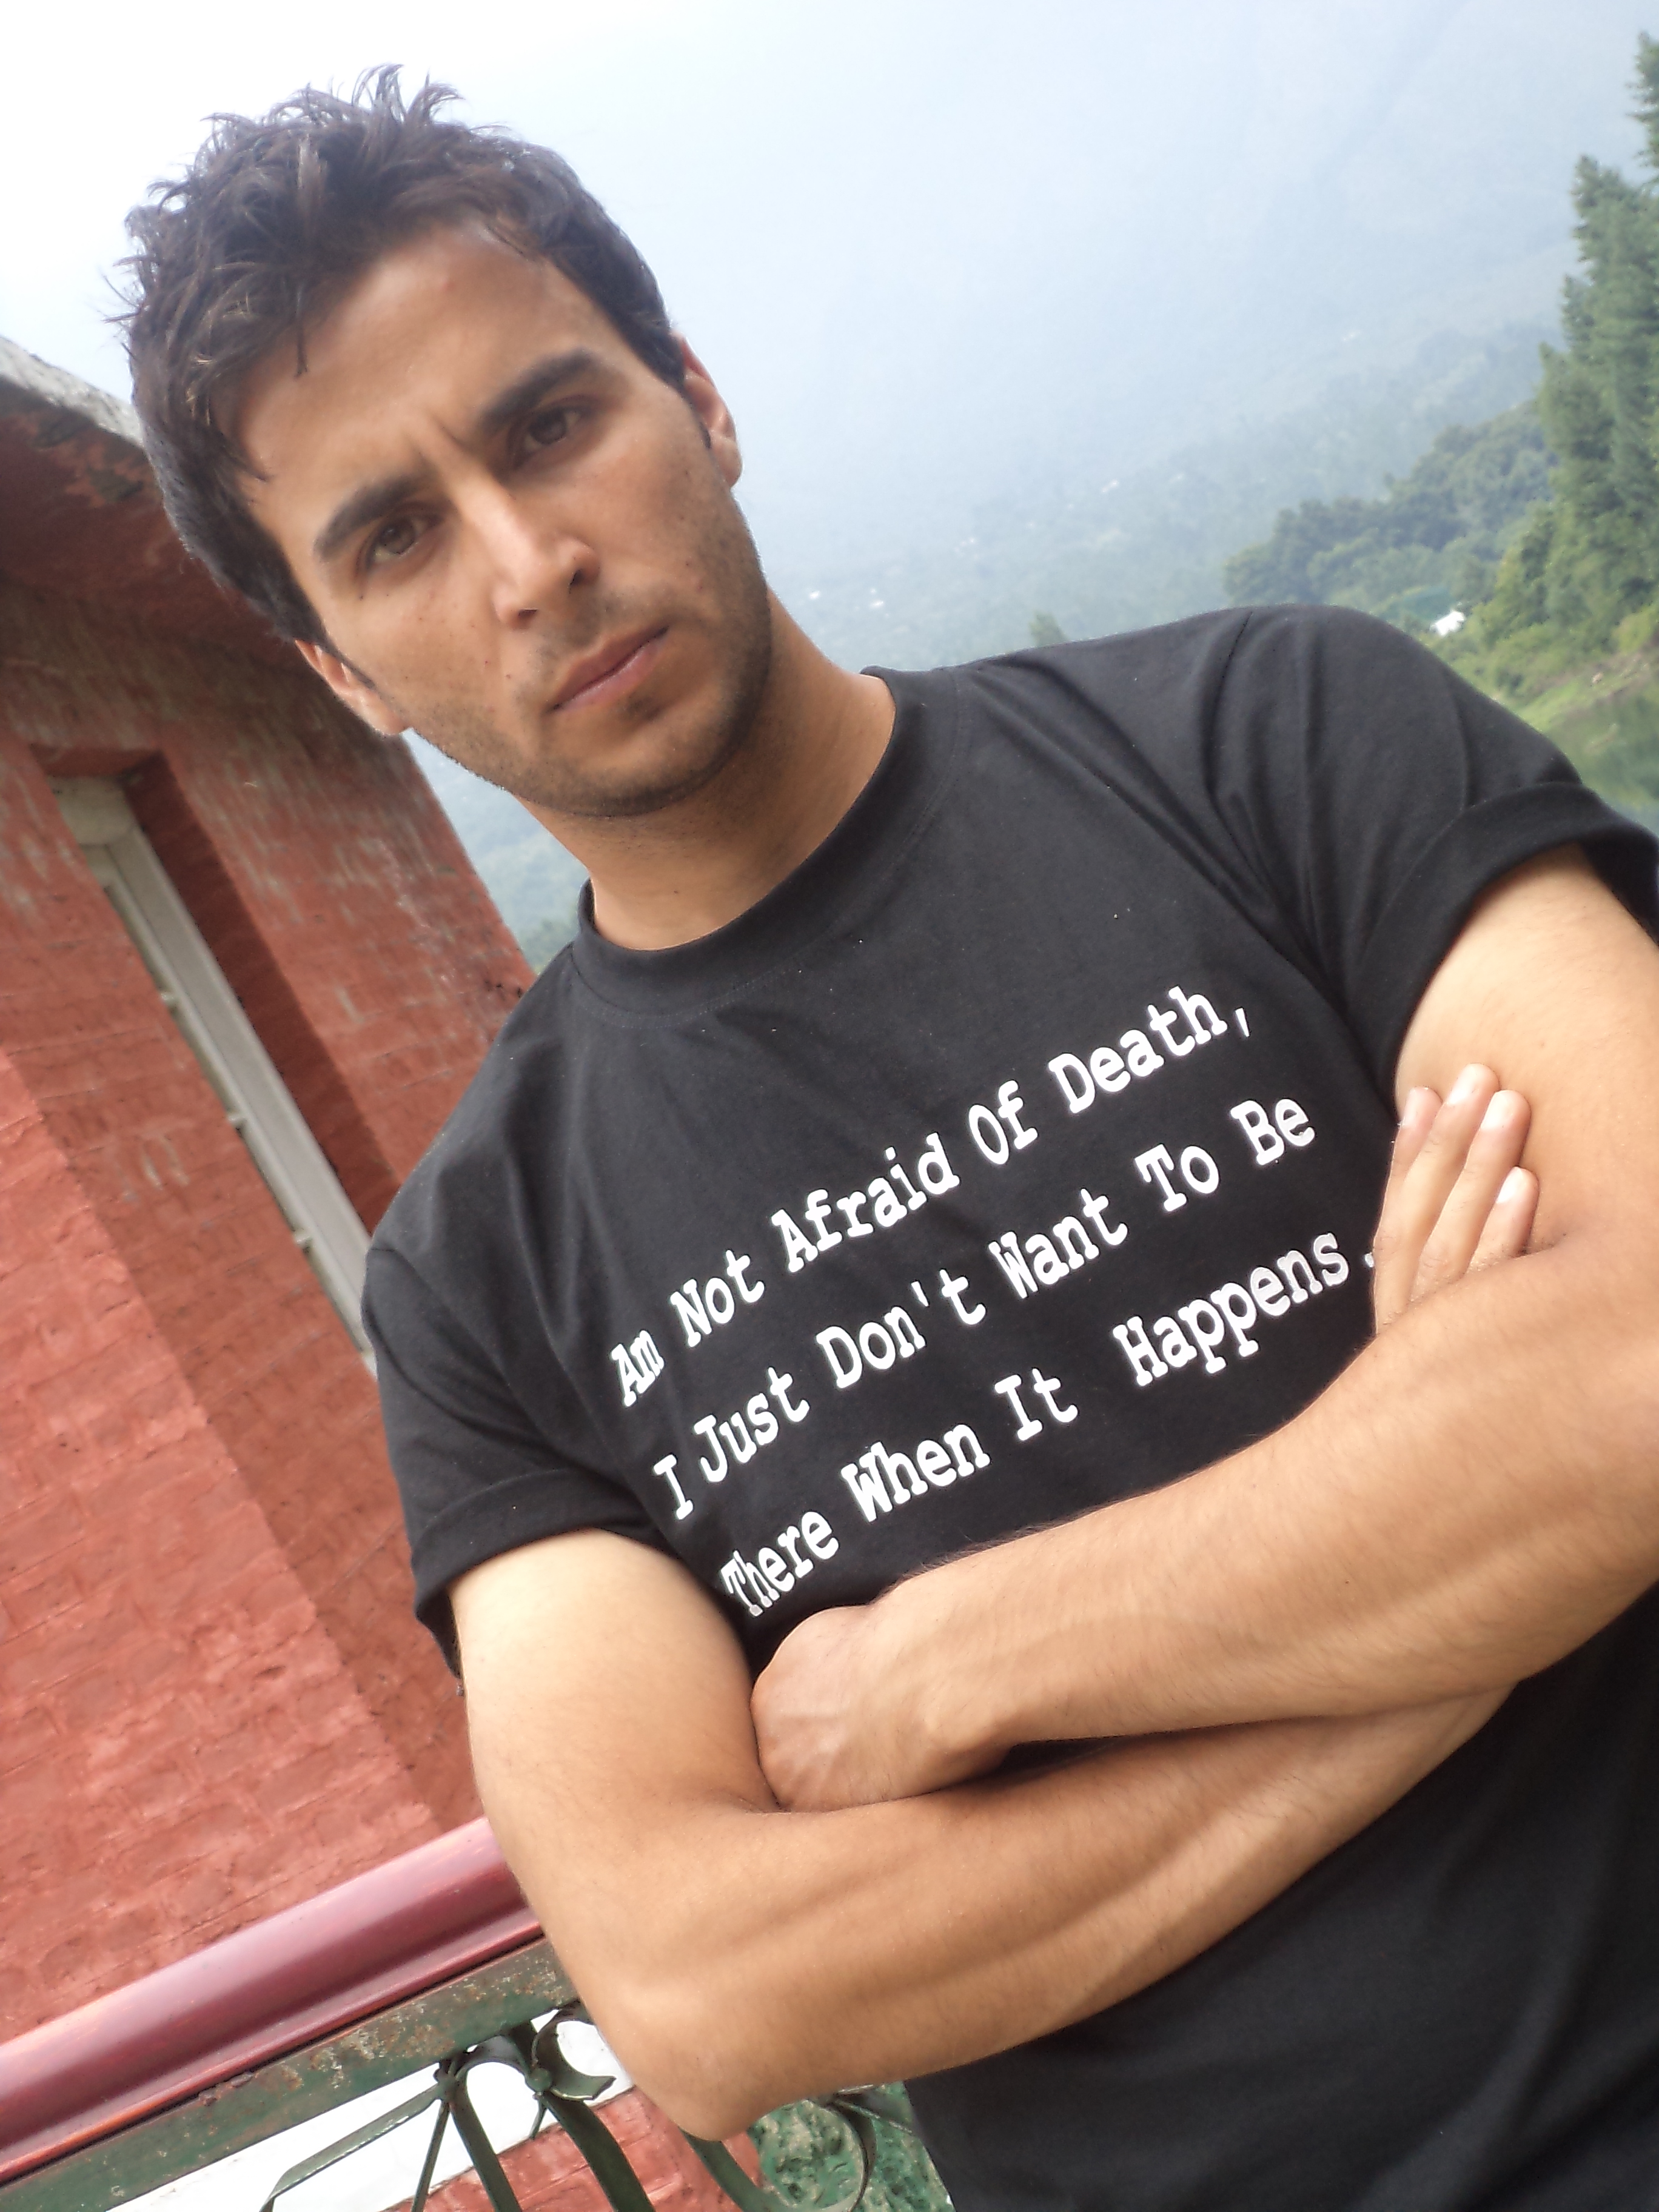 Am Not Afraid Of Death,
I Just Don't Want To Be
There When It Happens.